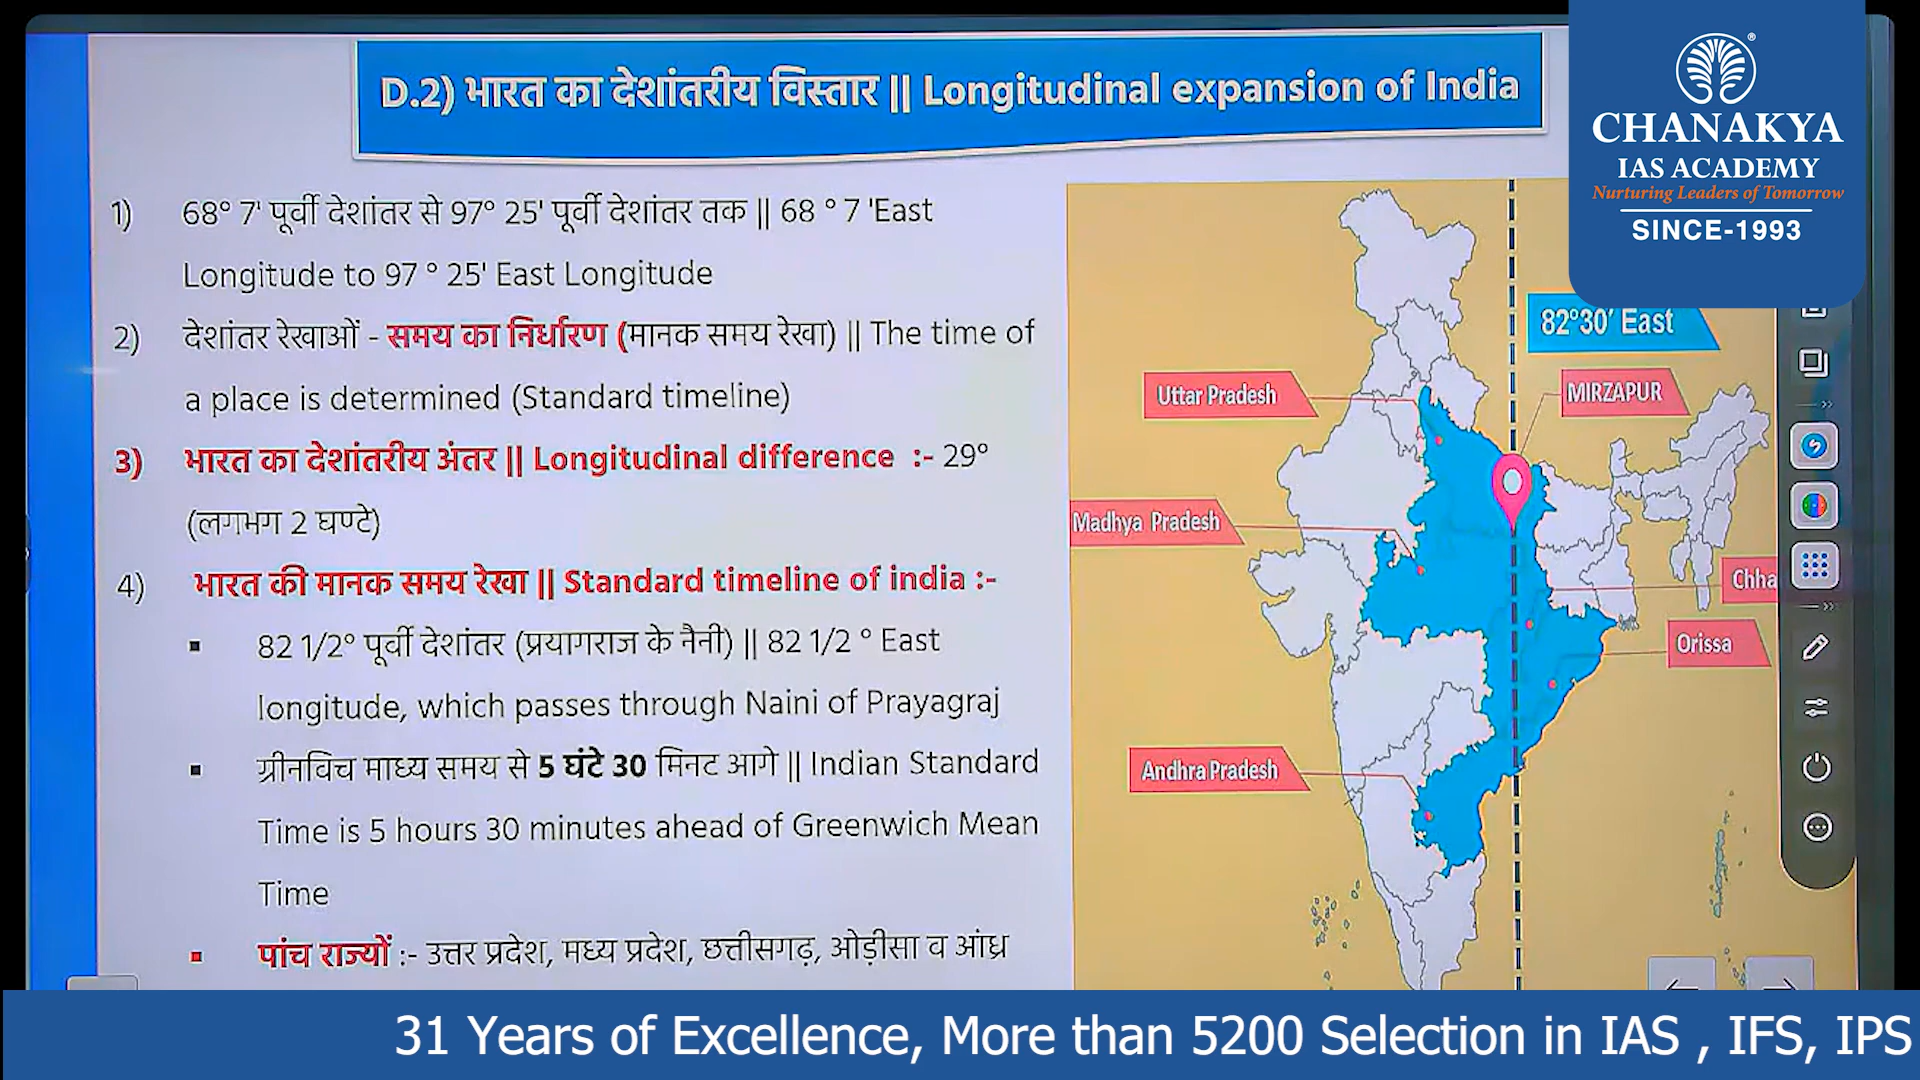 D.2) भारत का देशांतरीय विस्तार || Longitudinal expansion of India
CHANAKYA
IAS ACADEMY
Nurturing Leaders of Tomorrow
SINCE-1993
1) 68° 7' पूर्वी देशांतर से 97° 25' पूर्वी देशांतर तक || 68 ° 7 'East
Longitude to 97 ° 25' East Longitude
2) देशांतर रेखाओं - समय का निर्धारण (मानक समय रेखा) || The time of
a place is determined (Standard timeline)
3) भारत का देशांतरीय अंतर || Longitudinal difference :- 29°
(लगभग 2 घण्टे)
4) भारत की मानक समय रेखा || Standard timeline of india :-
▪ 82 1/2° पूर्वी देशांतर (प्रयागराज के नैनी) || 82 1/2 ° East
longitude, which passes through Naini of Prayagraj
▪ ग्रीनविच माध्य समय से 5 घंटे 30 मिनट आगे || Indian Standard
Time is 5 hours 30 minutes ahead of Greenwich Mean
Time
▪ पांच राज्यों :- उत्तर प्रदेश, मध्य प्रदेश, छत्तीसगढ़, ओड़ीसा व आंध्र
82°30' East
Uttar Pradesh
MIRZAPUR
Madhya Pradesh
Chha
Orissa
Andhra Pradesh
31 Years of Excellence, More than 5200 Selection in IAS , IFS, IPS